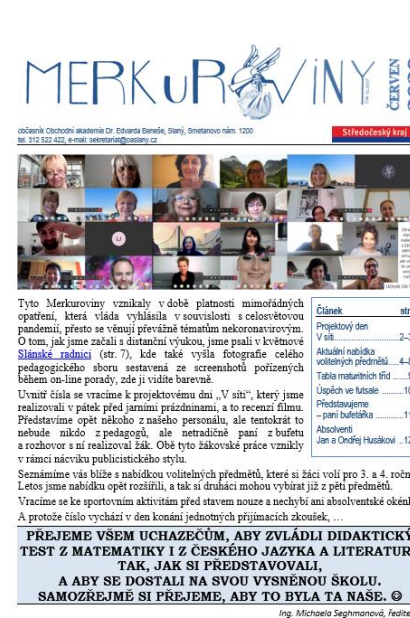 MERKUROVINY
ČERVEN
občasník Obchodní akademie Dr. Edvarda Beneše, Slaný, Smetanovo nám. 1200
tel. 312 522 422, e-mail: sekretariat@oaslany.cz
Středočeský kraj
Tyto Merkuroviny vznikaly v době platnosti mimořádných
opatření, která vláda vyhlásila v souvislosti s celosvětovou
pandemií, přesto se věnují převážně tématům nekoronavirovým.
O tom, jak jsme začali s distanční výukou, jsme psali v květnové
Slánské radnici (str. 7), kde také vyšla fotografie celého
pedagogického sboru sestavená ze screenshotů pořízených
během on-line porady, zde ji vidíte barevně.
Uvnitř čísla se vracíme k projektovému dni „V síti“, který jsme
realizovali v pátek před jarními prázdninami, a to recenzí filmu.
Představíme opět někoho z našeho personálu, ale tentokrát to
nebude nikdo z pedagogů, ale netradičně paní z bufetu
a rozhovor s ní realizoval žák. Obě tyto žákovské práce vznikly
v rámci nácviku publicistického stylu.
Článek str
Projektový den
V síti
Aktuální nabídka
volitelných předmětů
Tabla maturitních tříd
Úspěch ve futsale
Představujeme
– paní bufetářka
Absolventi
Jan a Ondřej Husákovi
Seznámíme vás blíže s nabídkou volitelných předmětů, které si žáci volí pro 3. a 4. ročn
Letos jsme nabídku opět rozšířili, a tak si druháci mohou vybírat již z pěti předmětů.
Vracíme se ke sportovním aktivitám před stavem nouze a nechybí ani absolventské okénk
A protože číslo vychází v den konání jednotných přijímacích zkoušek, …
PŘEJEME VŠEM UCHAZEČŮM, ABY ZVLÁDLI DIDAKTICKÝ
TEST Z MATEMATIKY I Z ČESKÉHO JAZYKA A LITERATUR
TAK, JAK SI PŘEDSTAVOVALI,
A ABY SE DOSTALI NA SVOU VYSNĚNOU ŠKOLU.
SAMOZŘEJMĚ SI PŘEJEME, ABY TO BYLA TA NAŠE. ☺
Ing. Michaela Seghmanová, ředite